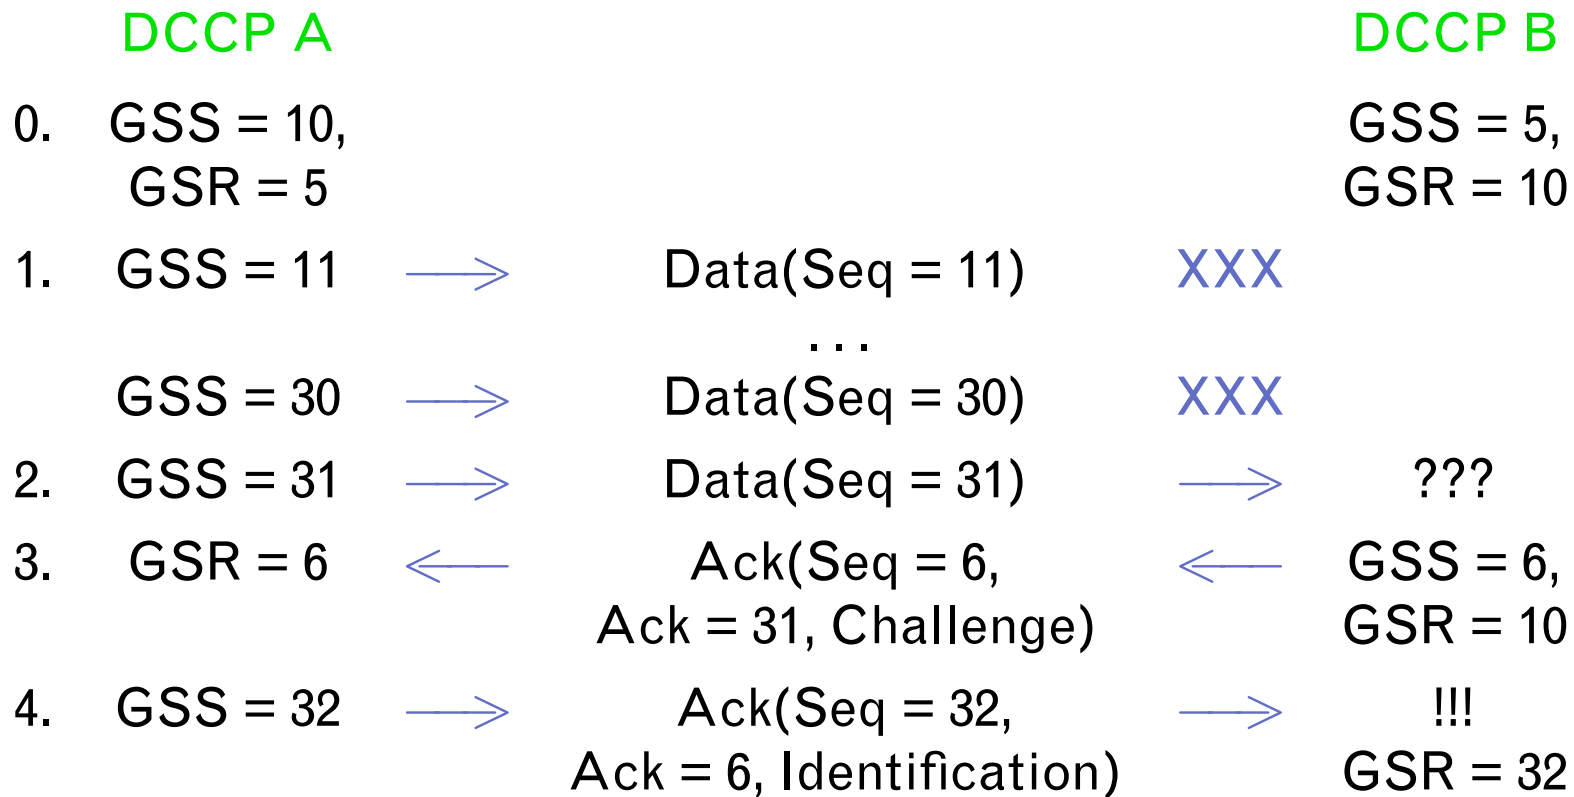 DCCP A DCCP B
0. GSS = 10, GSS = 5,
GSR = 5 GSR = 10
1. GSS = 11 Data(Seq = 11) XXX
. . .
GSS = 30 Data(Seq = 30) XXX
2. GSS = 31 Data(Seq = 31) ???
3. GSR = 6 Ack(Seq = 6, GSS = 6,
Ack = 31, Challenge) GSR = 10
4. GSS = 32 Ack(Seq = 32, !!!
Ack = 6, Identification) GSR = 32